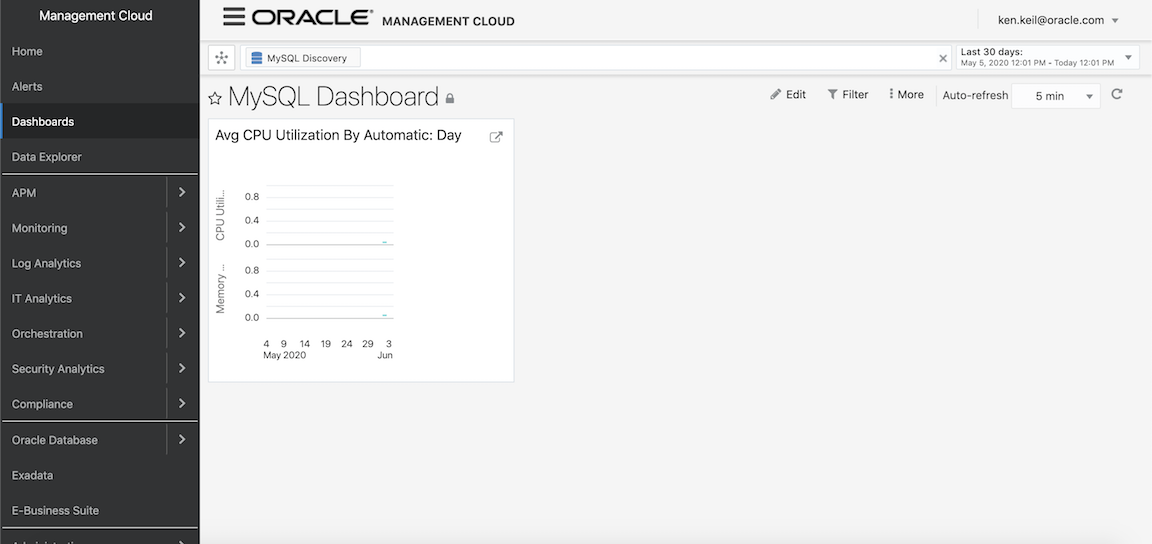 Management Cloud
Home
Alerts
Dashboards
Data Explorer
APM
Monitoring
Log Analytics
IT Analytics
Orchestration
Security Analytics
Compliance
Oracle Database
Exadata
E-Business Suite
ORACLE® MANAGEMENT CLOUD
ken.keil@oracle.com
MySQL Discovery
Last 30 days:
May 5, 2020 12:01 PM - Today 12:01 PM
MySQL Dashboard
Edit
Filter
More
Auto-refresh
5 min
Avg CPU Utilization By Automatic: Day
CPU Utili...
0.8
0.4
0.0
Memory ...
0.8
0.4
0.0
4 9 14 19 24 29 3
May 2020 Jun